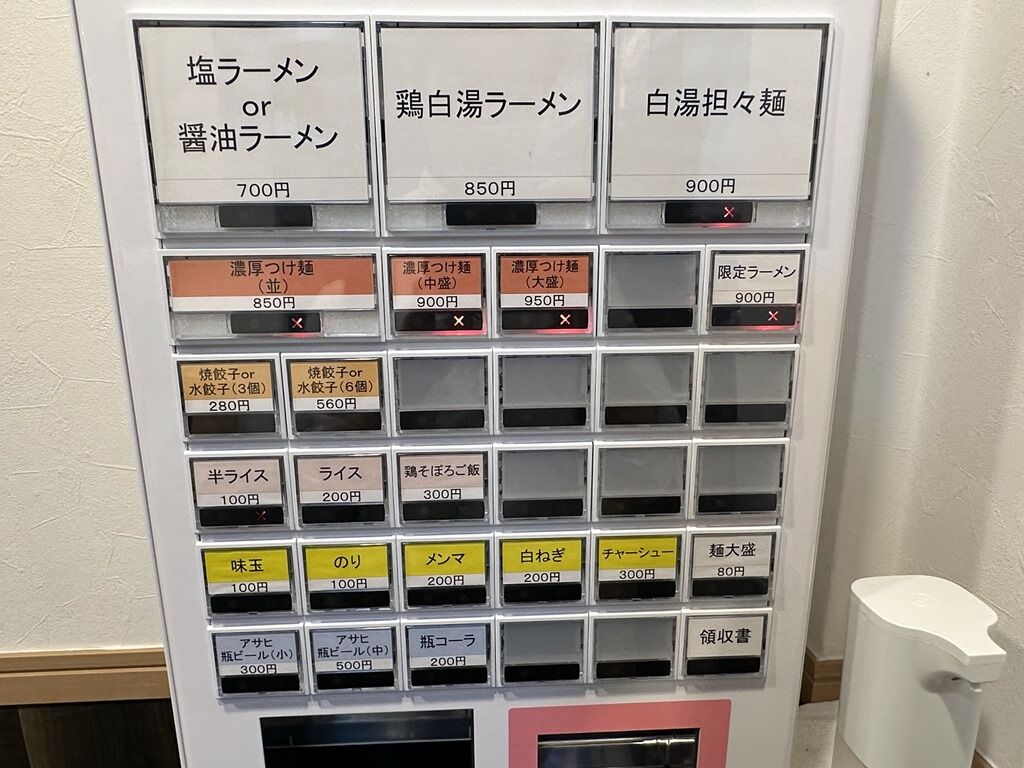 塩ラーメン
or
醤油ラーメン
700円
鶏白湯ラーメン
850円
白湯担々麺
900円
濃厚つけ麺
(並)
850円
濃厚つけ麺
(中盛)
900円
濃厚つけ麺
(大盛)
950円
限定ラーメン
900円
焼餃子or
水餃子(3個)
280円
焼餃子or
水餃子(6個)
560円
半ライス
100円
ライス
200円
鶏そぼろご飯
300円
味玉
100円
のり
100円
メンマ
200円
白ねぎ
200円
チャーシュー
300円
麺大盛
80円
アサヒ
瓶ビール(小)
300円
アサヒ
瓶ビール(中)
500円
瓶コーラ
200円
領収書